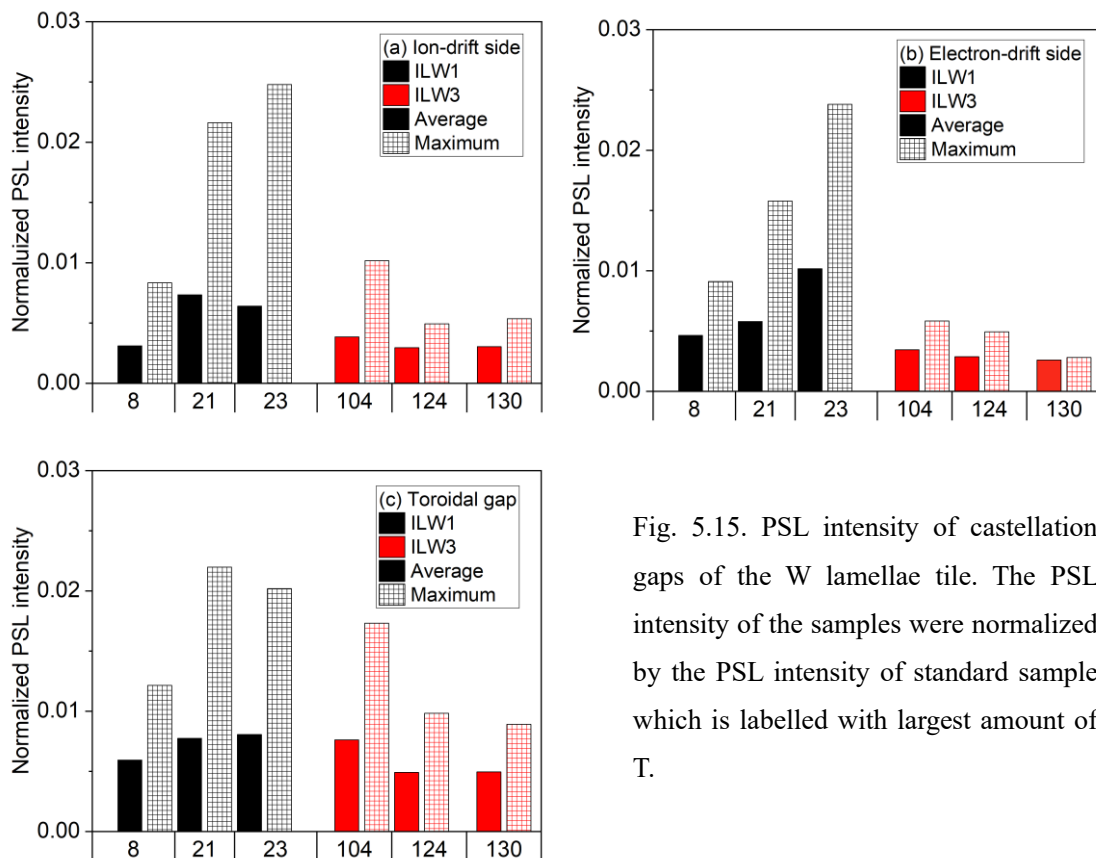 0.03
0.02
0.01
0.00
Normaluized PSL intensity
(a) Ion-drift side
ILW1
ILW3
Average
Maximum
8 21 23 104 124 130
0.03
0.02
0.01
0.00
Normalized PSL intensity
(b) Electron-drift side
ILW1
ILW3
Average
Maximum
8 21 23 104 124 130
0.03
0.02
0.01
0.00
Normalized PSL intensity
(c) Toroidal gap
ILW1
ILW3
Average
Maximum
8 21 23 104 124 130
Fig. 5.15. PSL intensity of castellation
gaps of the W lamellae tile. The PSL
intensity of the samples were normalized
by the PSL intensity of standard sample
which is labelled with largest amount of
T.